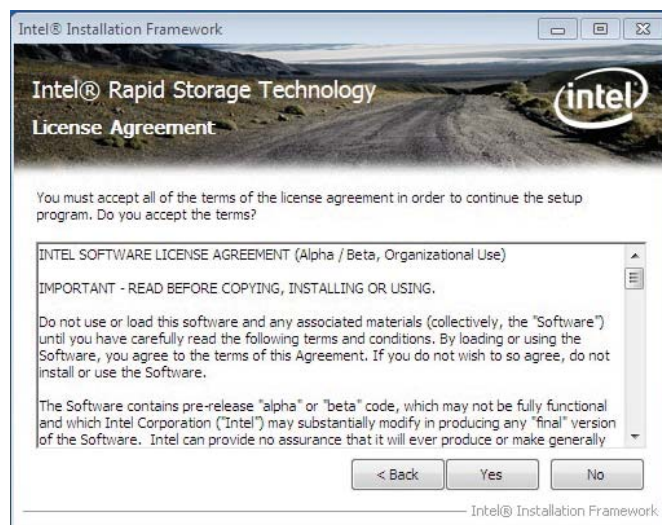 Intel® Installation Framework
Intel® Rapid Storage Technology
License Agreement
intel
You must accept all of the terms of the license agreement in order to continue the setup
program. Do you accept the terms?
INTEL SOFTWARE LICENSE AGREEMENT (Alpha / Beta, Organizational Use)
IMPORTANT - READ BEFORE COPYING, INSTALLING OR USING.
Do not use or load this software and any associated materials (collectively, the "Software")
until you have carefully read the following terms and conditions. By loading or using the
Software, you agree to the terms of this Agreement. If you do not wish to so agree, do not
install or use the Software.
The Software contains pre-release "alpha" or "beta" code, which may not be fully functional
and which Intel Corporation ("Intel") may substantially modify in producing any "final" version
of the Software. Intel can provide no assurance that it will ever produce or make generally
< Back Yes No
Intel® Installation Framework